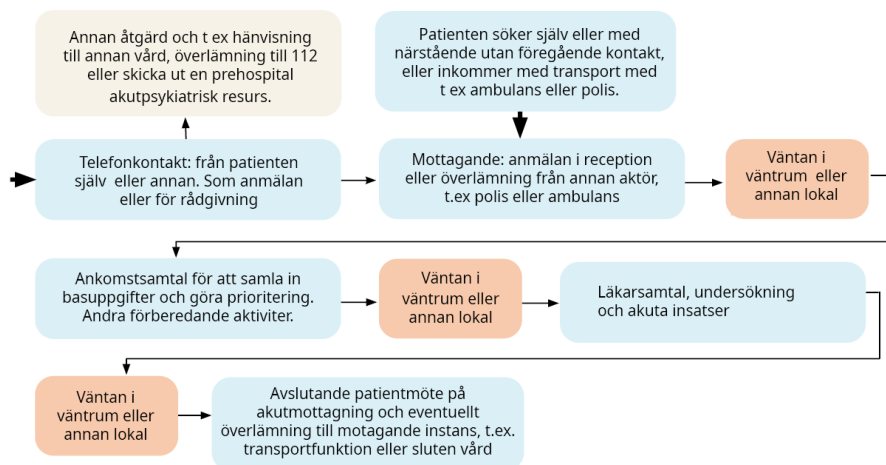 Annan åtgärd och t ex hänvisning
till annan vård, överlämning till 112
eller skicka ut en prehospital
akutpsykiatrisk resurs.
Patienten söker själv eller med
närstående utan föregående kontakt,
eller inkommer med transport med
t ex ambulans eller polis.
Telefonkontakt: från patienten
själv eller annan. Som anmälan
eller för rådgivning
Mottagande: anmälan i reception
eller överlämning från annan aktör,
t.ex polis eller ambulans
Väntan i
väntrum eller
annan lokal
Ankomstsamtal för att samla in
basuppgifter och göra prioritering.
Andra förberedande aktiviter.
Väntan i
väntrum eller
annan lokal
Läkarsamtal, undersökning
och akuta insatser
Väntan i
väntrum eller
annan lokal
Avslutande patientmöte på
akutmottagning och eventuellt
överlämning till motagande instans, t.ex.
transportfunktion eller sluten vård